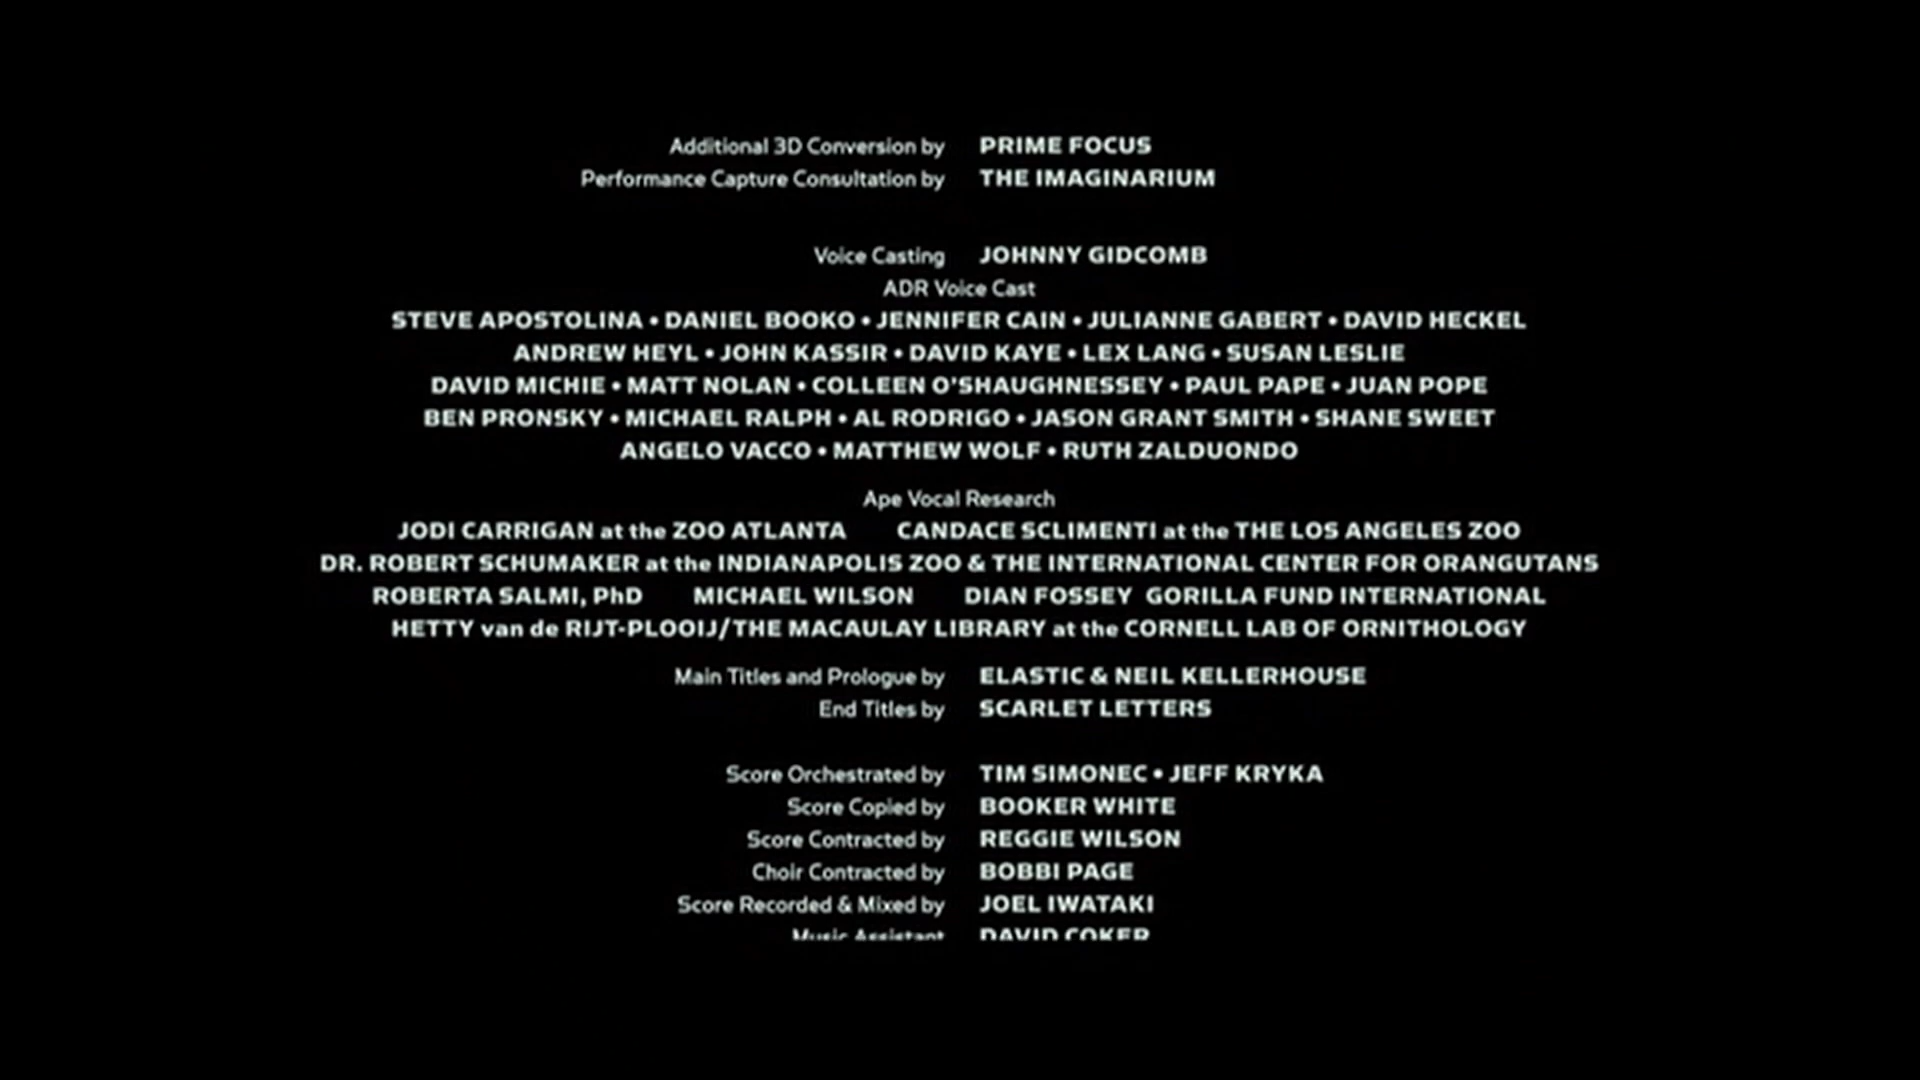 Additional 3D Conversion by PRIME FOCUS
Performance Capture Consultation by THE IMAGINARIUM
Voice Casting JOHNNY GIDCOMB
ADR Voice Cast
STEVE APOSTOLINA • DANIEL BOOKO • JENNIFER CAIN • JULIANNE GABERT • DAVID HECKEL
ANDREW HEYL • JOHN KASSIR • DAVID KAYE • LEX LANG • SUSAN LESLIE
DAVID MICHIE • MATT NOLAN • COLLEEN O'SHAUGHNESSEY • PAUL PAPE • JUAN POPE
BEN PRONSKY • MICHAEL RALPH • AL RODRIGO • JASON GRANT SMITH • SHANE SWEET
ANGELO VACCO • MATTHEW WOLF • RUTH ZALDUONDO
Ape Vocal Research
JODI CARRIGAN at the ZOO ATLANTA CANDACE SCLIMENTI at the THE LOS ANGELES ZOO
DR. ROBERT SCHUMAKER at the INDIANAPOLIS ZOO & THE INTERNATIONAL CENTER FOR ORANGUTANS
ROBERTA SALMI, PhD MICHAEL WILSON DIAN FOSSEY GORILLA FUND INTERNATIONAL
HETTY van de RIJT-PLOOIJ/THE MACAULAY LIBRARY at the CORNELL LAB OF ORNITHOLOGY
Main Titles and Prologue by ELASTIC & NEIL KELLERHOUSE
End Titles by SCARLET LETTERS
Score Orchestrated by TIM SIMONEC • JEFF KRYKA
Score Copied by BOOKER WHITE
Score Contracted by REGGIE WILSON
Choir Contracted by BOBBI PAGE
Score Recorded & Mixed by JOEL IWATAKI
Music Assistant DAVID COKER